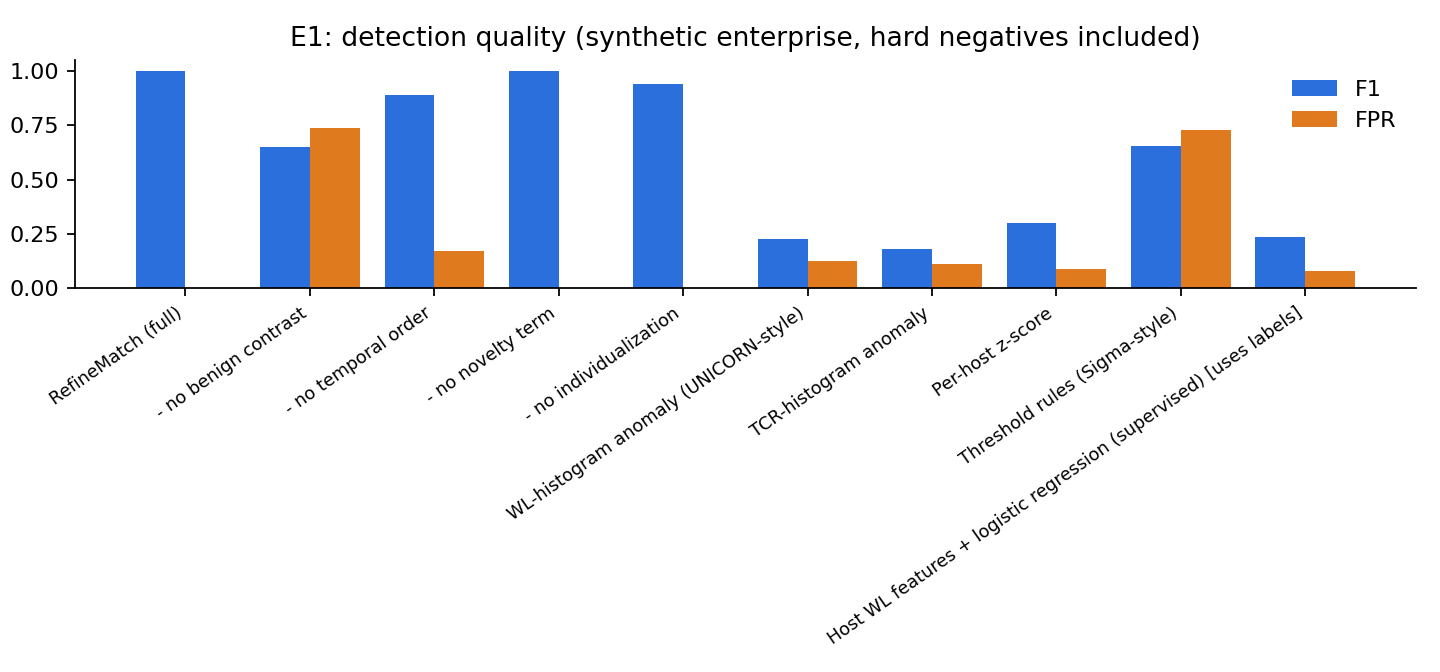 E1: detection quality (synthetic enterprise, hard negatives included)
1.00
0.75
0.50
0.25
0.00
F1
FPR
RefineMatch (full)
- no benign contrast
- no temporal order
- no novelty term
- no individualization
WL-histogram anomaly (UNICORN-style)
TCR-histogram anomaly
Per-host z-score
Threshold rules (Sigma-style)
Host WL features + logistic regression (supervised) [uses labels]